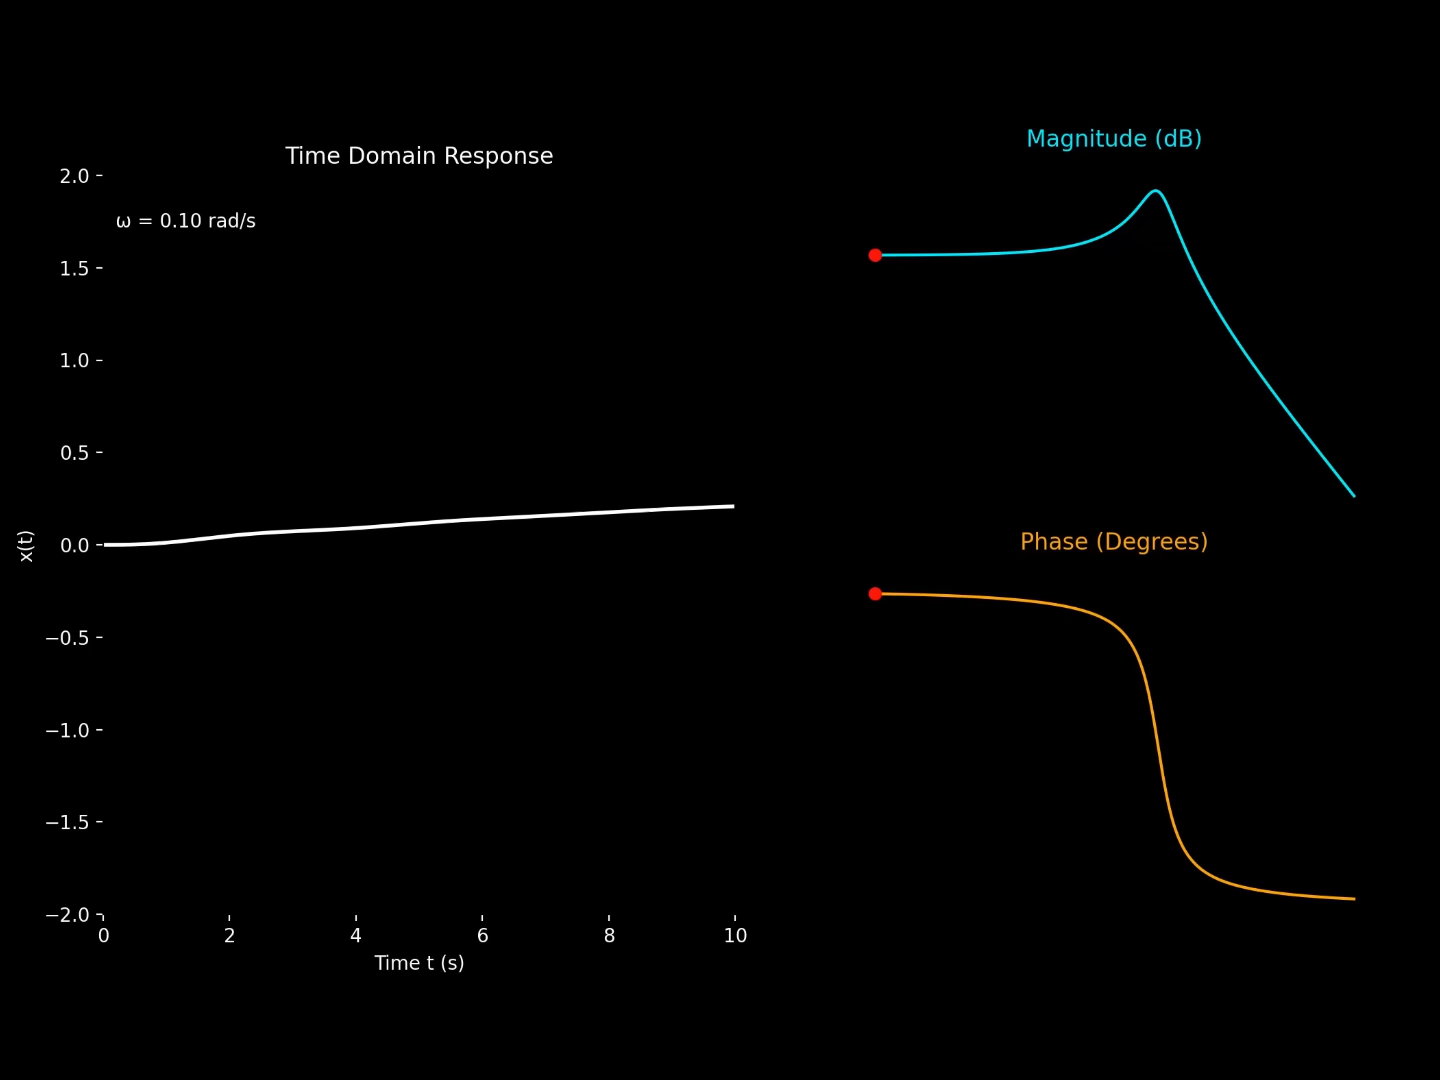 Time Domain Response
ω = 0.10 rad/s
2.0
1.5
1.0
0.5
0.0
−0.5
−1.0
−1.5
−2.0
x(t)
0 2 4 6 8 10
Time t (s)
Magnitude (dB)
Phase (Degrees)